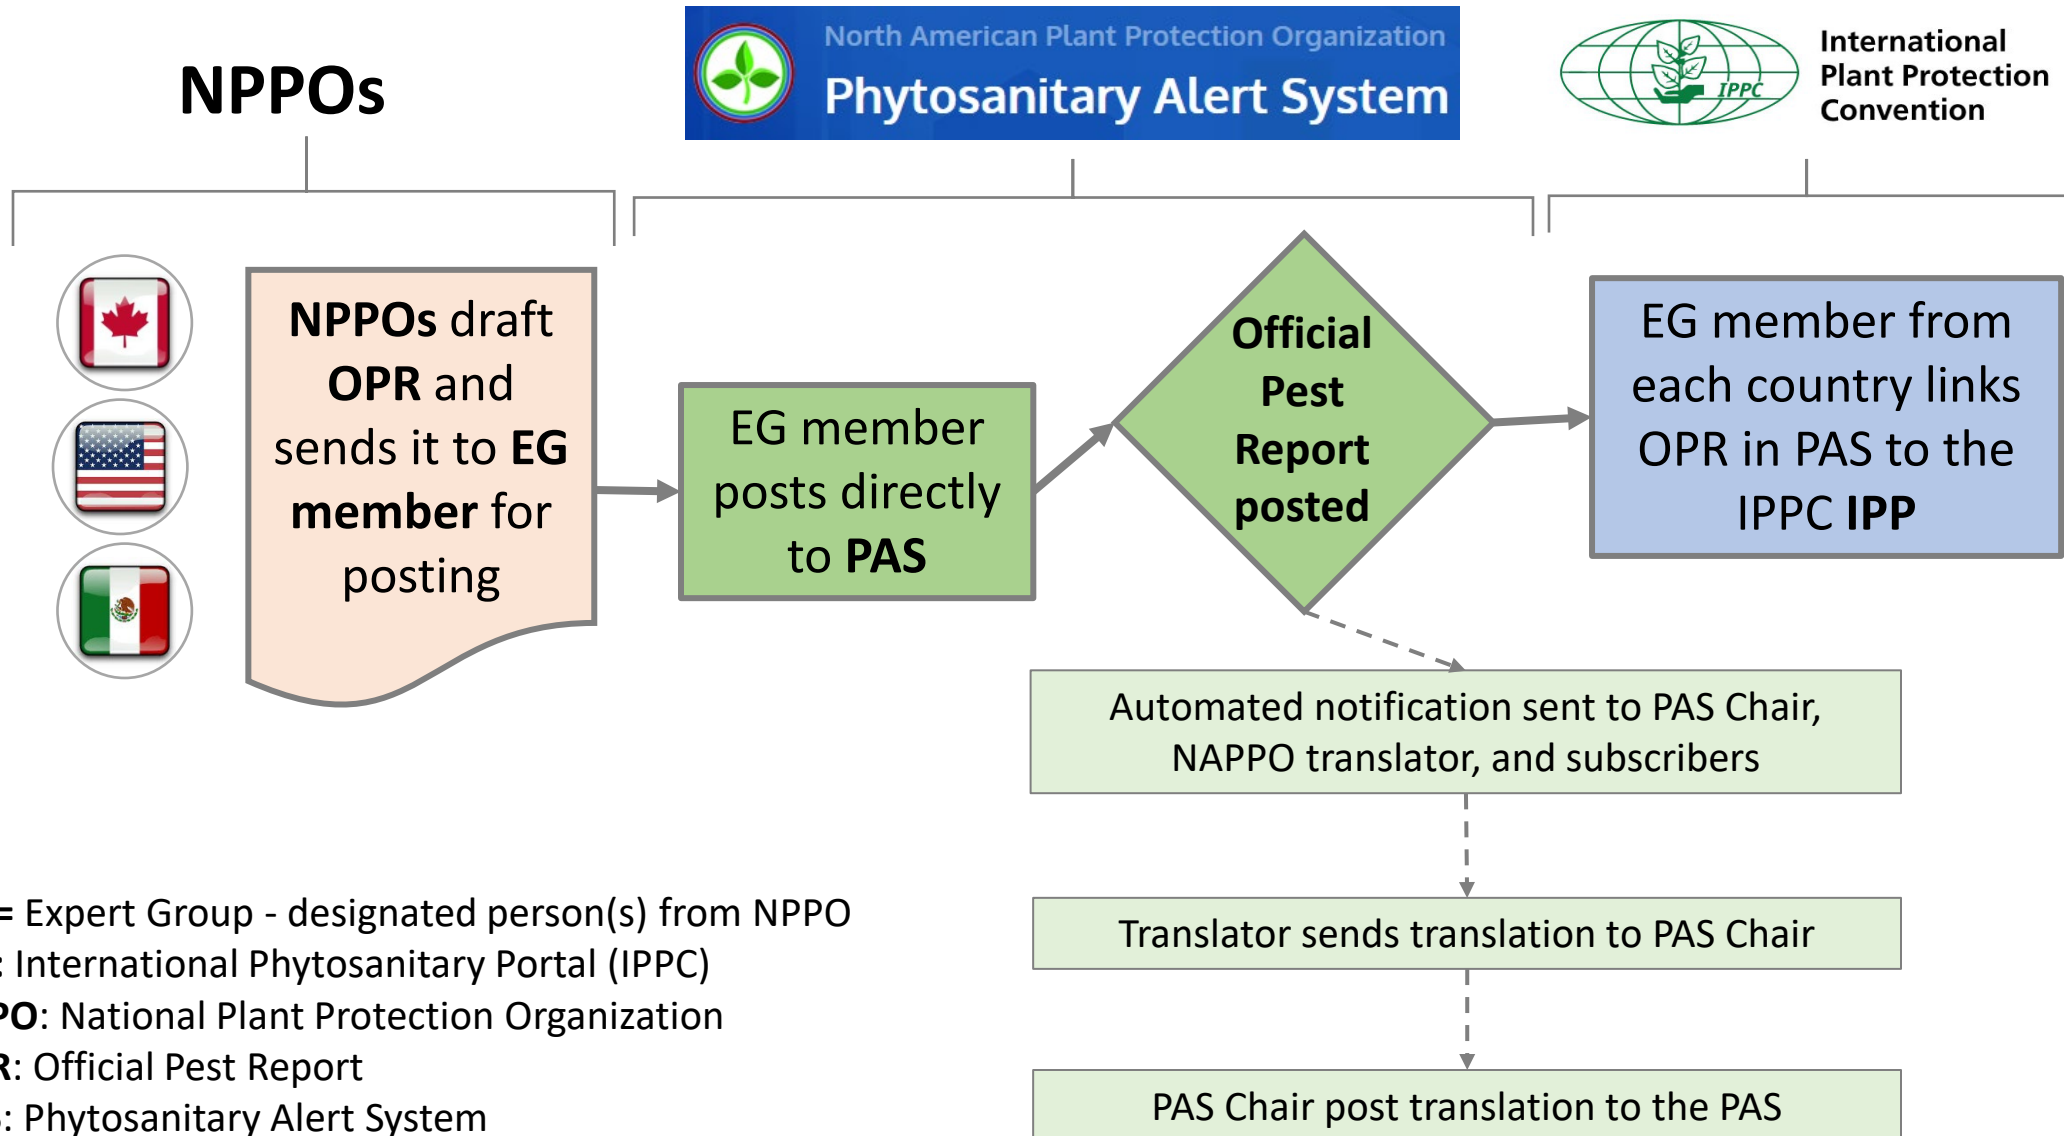 NPPOs
North American Plant Protection Organization
Phytosanitary Alert System
IPPC
International
Plant Protection
Convention
NPPOs draft
OPR and
sends it to EG
member for
posting
EG member
posts directly
to PAS
Official
Pest
Report
posted
EG member from
each country links
OPR in PAS to the
IPPC IPP
Automated notification sent to PAS Chair,
NAPPO translator, and subscribers
Translator sends translation to PAS Chair
PAS Chair post translation to the PAS
= Expert Group - designated person(s) from NPPO
: International Phytosanitary Portal (IPPC)
PO: National Plant Protection Organization
R: Official Pest Report
: Phytosanitary Alert System